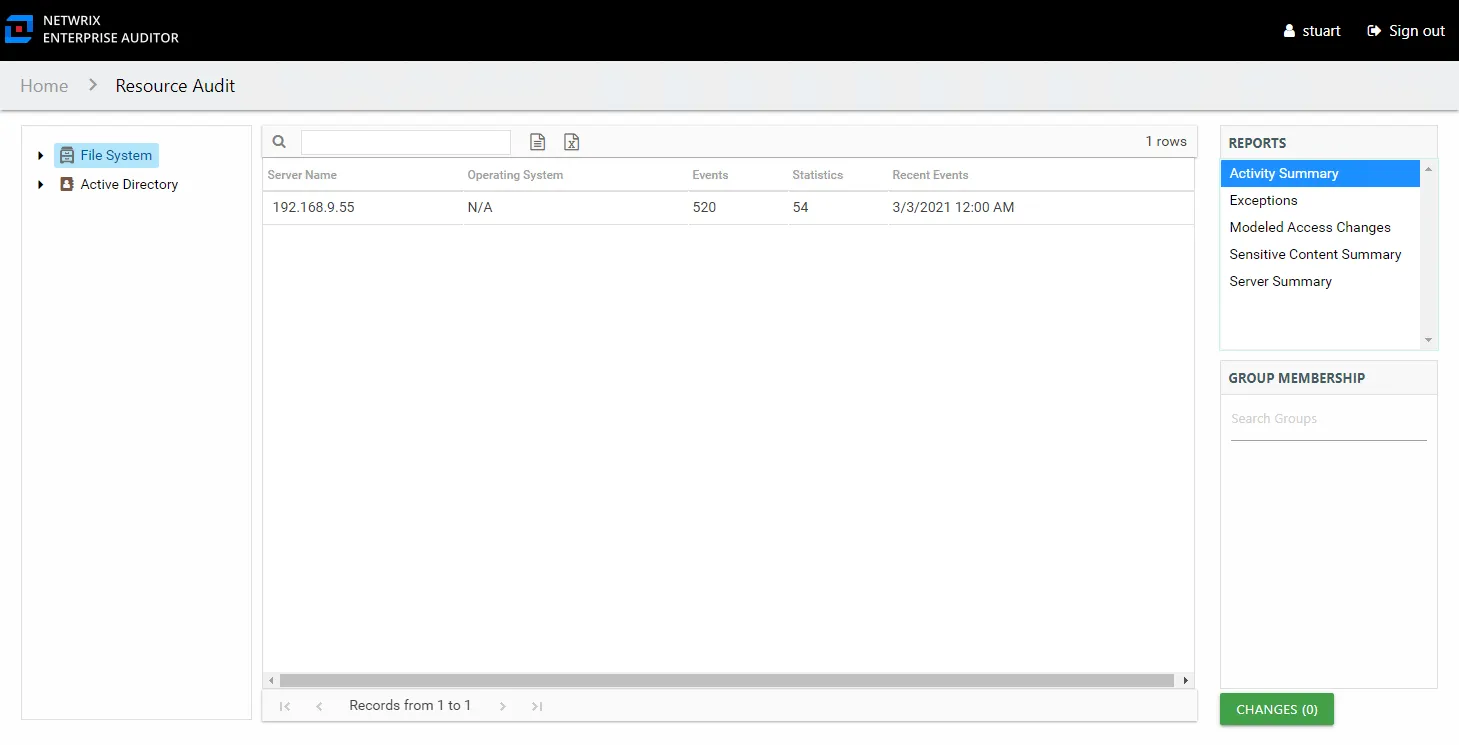 NETWRIX
ENTERPRISE AUDITOR
stuart
Sign out
Home
Resource Audit
File System
Active Directory
1 rows
Server Name Operating System Events Statistics Recent Events
192.168.9.55 N/A 520 54 3/3/2021 12:00 AM
Records from 1 to 1
REPORTS
Activity Summary
Exceptions
Modeled Access Changes
Sensitive Content Summary
Server Summary
GROUP MEMBERSHIP
Search Groups
CHANGES (0)